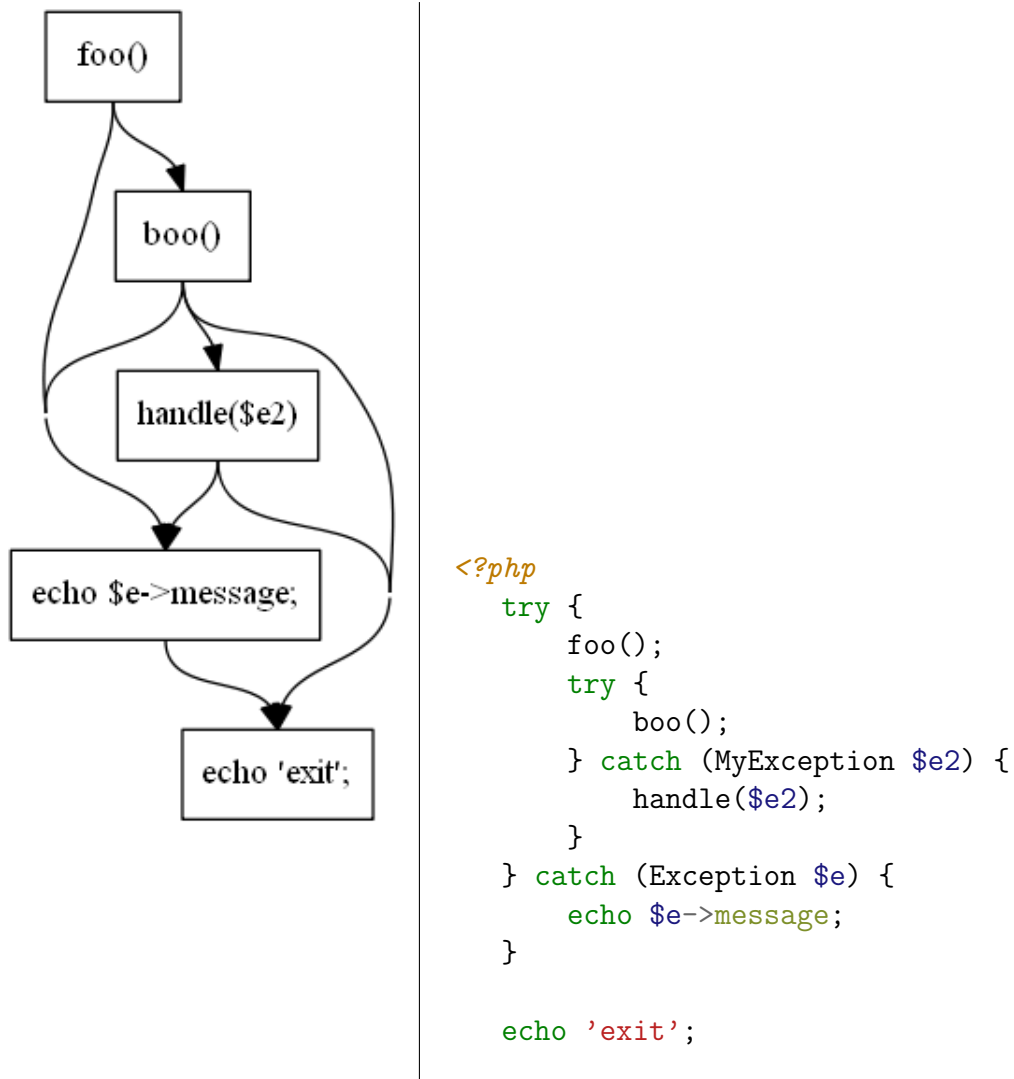 foo()
boo()
handle($e2)
echo $e->message;
echo 'exit';
<?php
try {
foo();
try {
boo();
} catch (MyException $e2) {
handle($e2);
}
} catch (Exception $e) {
echo $e->message;
}
echo ’exit’;